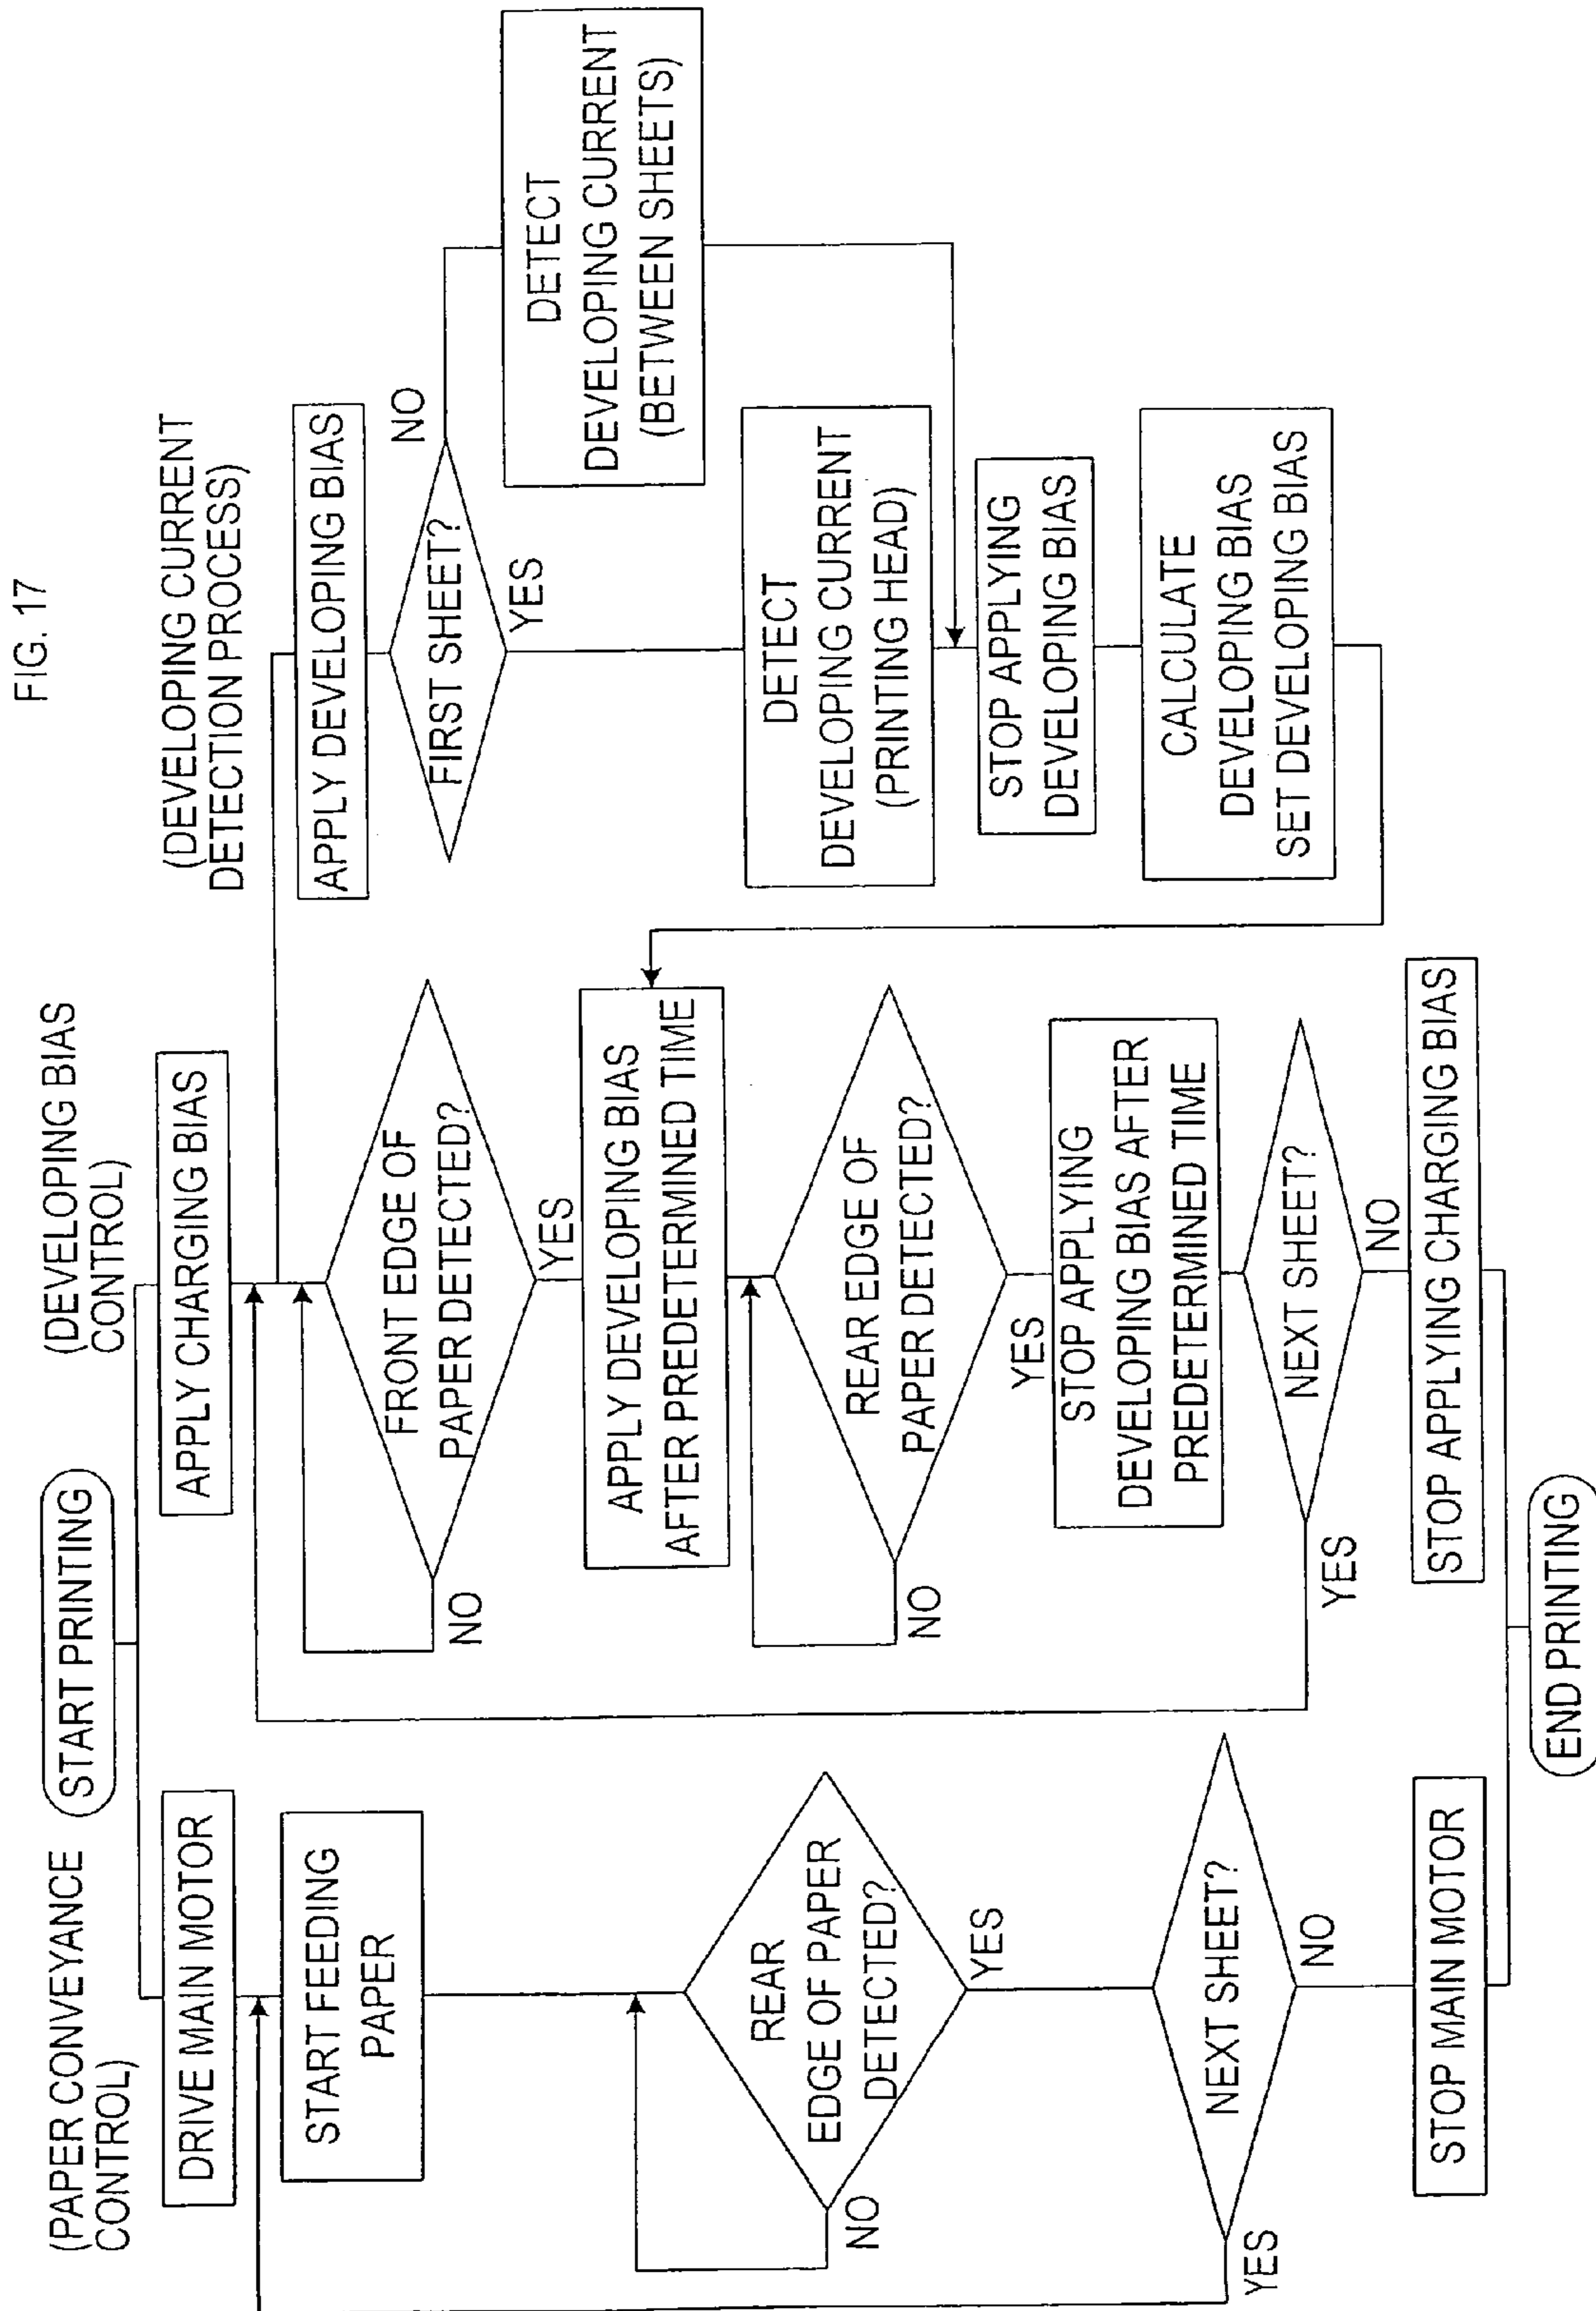 FIG. 17
START PRINTING
(PAPER CONVEYANCE
CONTROL)
DRIVE MAIN MOTOR
START FEEDING
PAPER
REAR
EDGE OF PAPER
DETECTED?
NO
YES
NEXT SHEET?
YES
NO
STOP MAIN MOTOR
(DEVELOPING BIAS
CONTROL)
APPLY CHARGING BIAS
FRONT EDGE OF
PAPER DETECTED?
NO
YES
APPLY DEVELOPING BIAS
AFTER PREDETERMINED TIME
REAR EDGE OF
PAPER DETECTED?
NO
YES
STOP APPLYING
DEVELOPING BIAS AFTER
PREDETERMINED TIME
NEXT SHEET?
YES
NO
STOP APPLYING CHARGING BIAS
(DEVELOPING CURRENT
DETECTION PROCESS)
APPLY DEVELOPING BIAS
FIRST SHEET?
NO
YES
DETECT
DEVELOPING CURRENT
(BETWEEN SHEETS)
DETECT
DEVELOPING CURRENT
(PRINTING HEAD)
STOP APPLYING
DEVELOPING BIAS
CALCULATE
DEVELOPING BIAS
SET DEVELOPING BIAS
END PRINTING